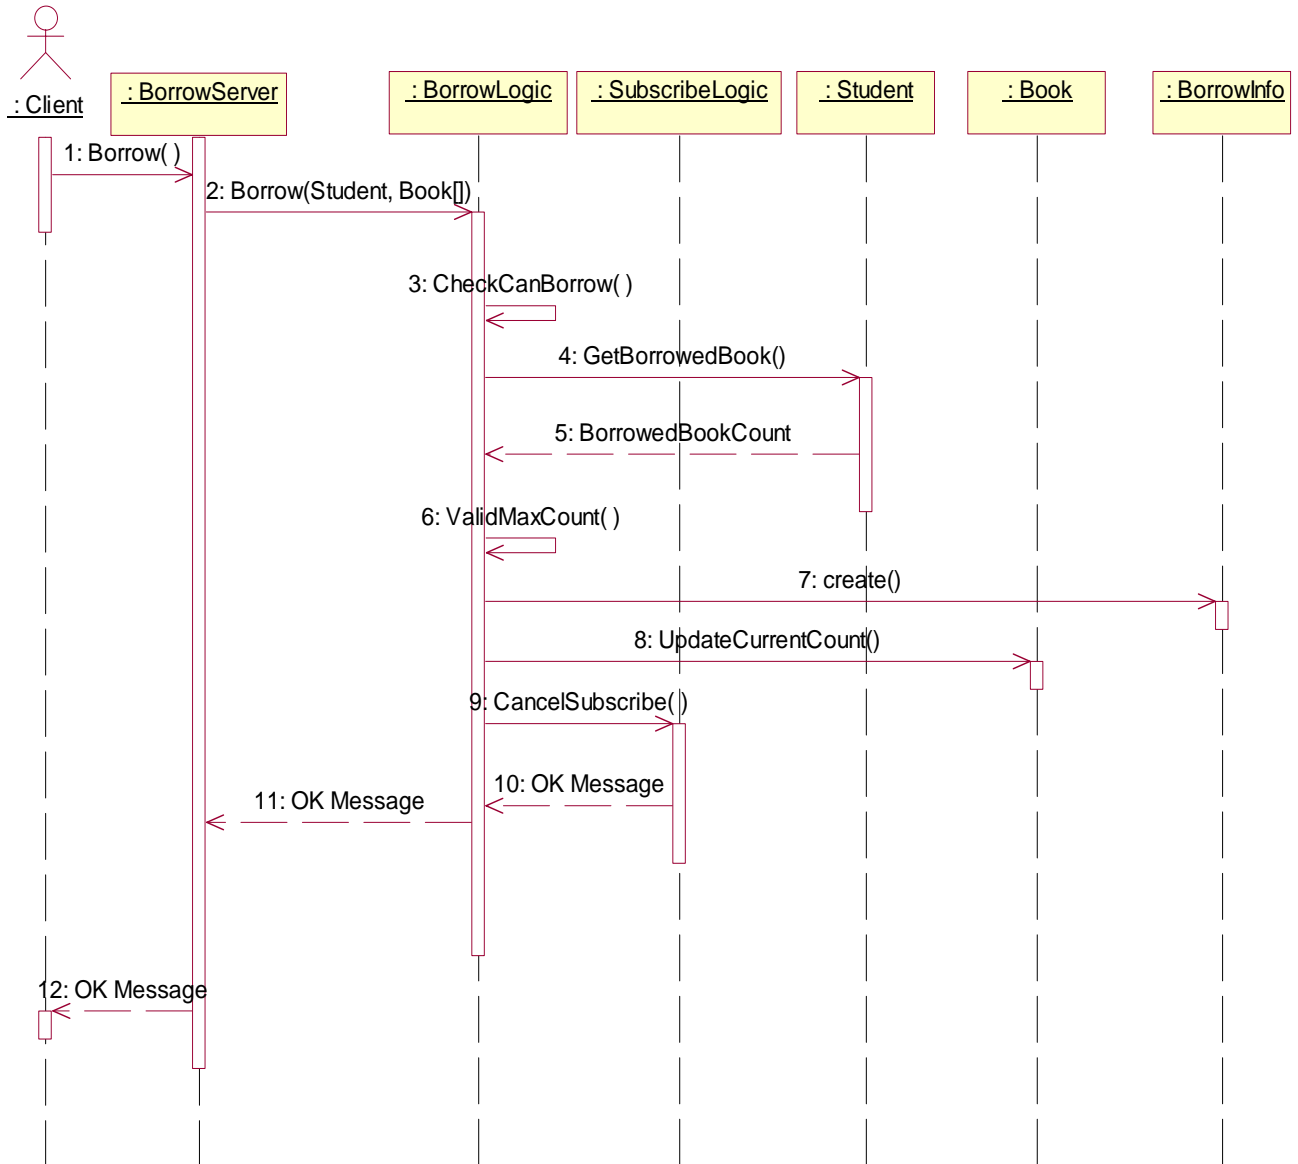 : Client
: BorrowServer
: BorrowLogic
: SubscribeLogic
: Student
: Book
: BorrowInfo
1: Borrow( )
2: Borrow(Student, Book[])
3: CheckCanBorrow( )
4: GetBorrowedBook()
5: BorrowedBookCount
6: ValidMaxCount( )
7: create()
8: UpdateCurrentCount()
9: CancelSubscribe( )
10: OK Message
11: OK Message
12: OK Message